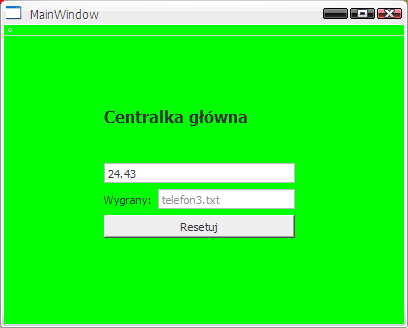 MainWindow
Centralka główna
24.43
Wygrany: telefon3.txt
Resetuj